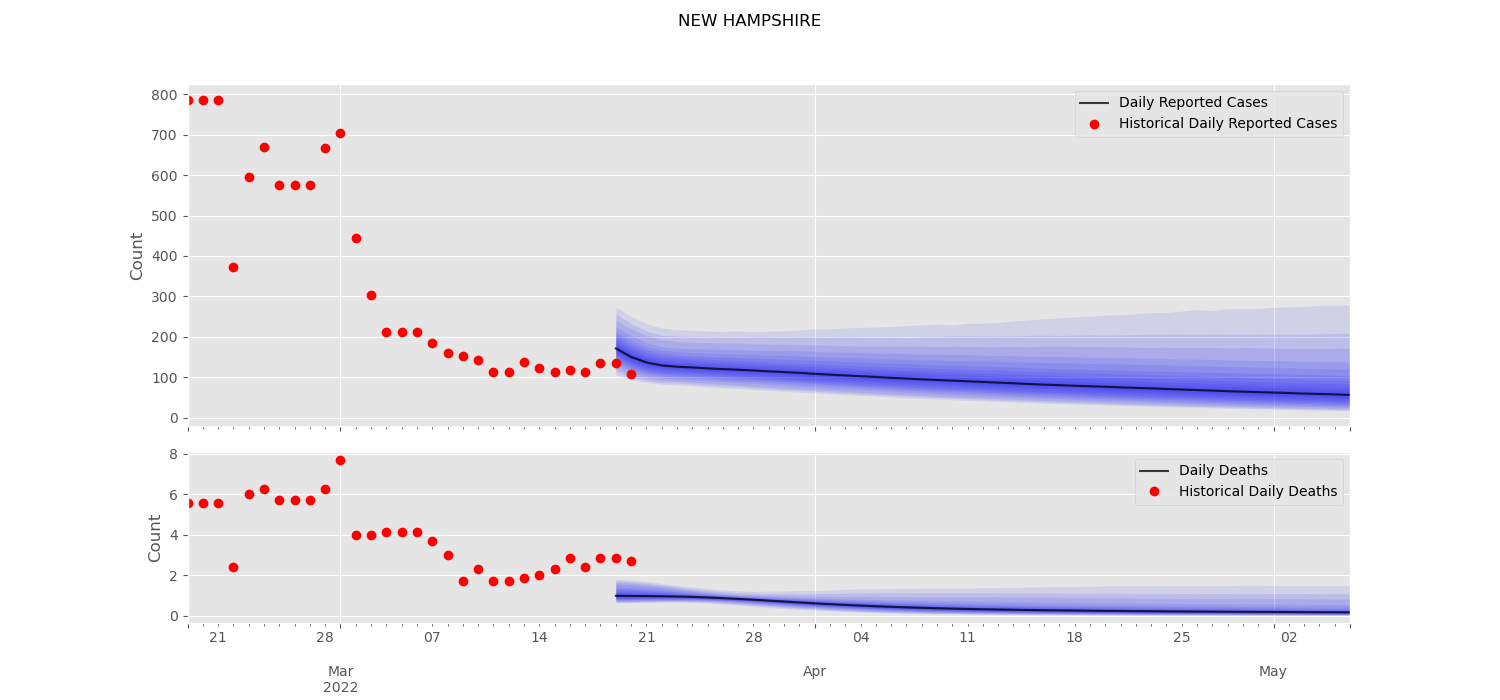 NEW HAMPSHIRE
800
700
600
500
400
300
200
100
0
Count
Daily Reported Cases
Historical Daily Reported Cases
8
6
4
2
0
Count
Daily Deaths
Historical Daily Deaths
21 28 07 14 21 28 04 11 18 25 02
Mar Apr May
2022